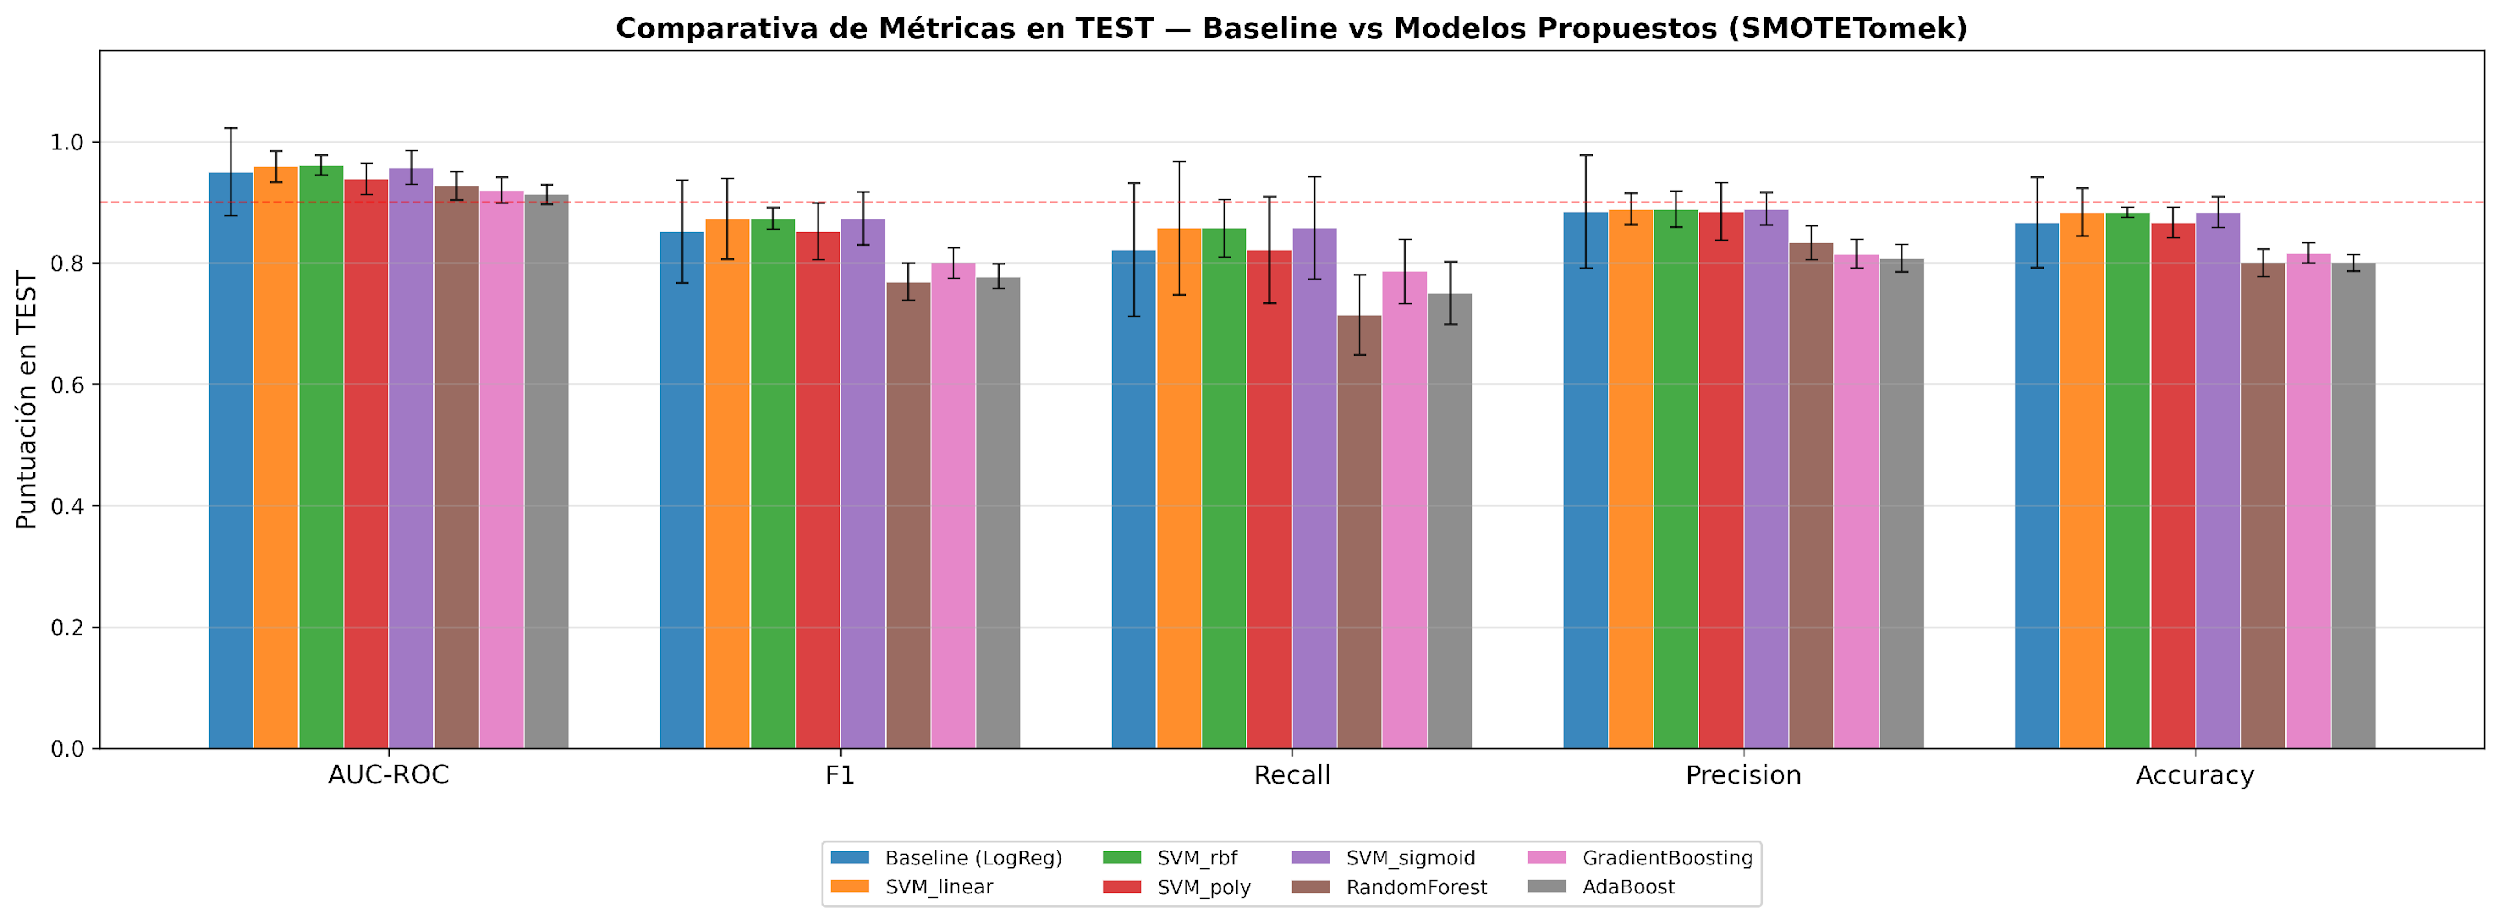 Comparativa de Métricas en TEST — Baseline vs Modelos Propuestos (SMOTETomek)
Puntuación en TEST
1.0
0.8
0.6
0.4
0.2
0.0
AUC-ROC F1 Recall Precision Accuracy
Baseline (LogReg) SVM_rbf SVM_sigmoid GradientBoosting
SVM_linear SVM_poly RandomForest AdaBoost